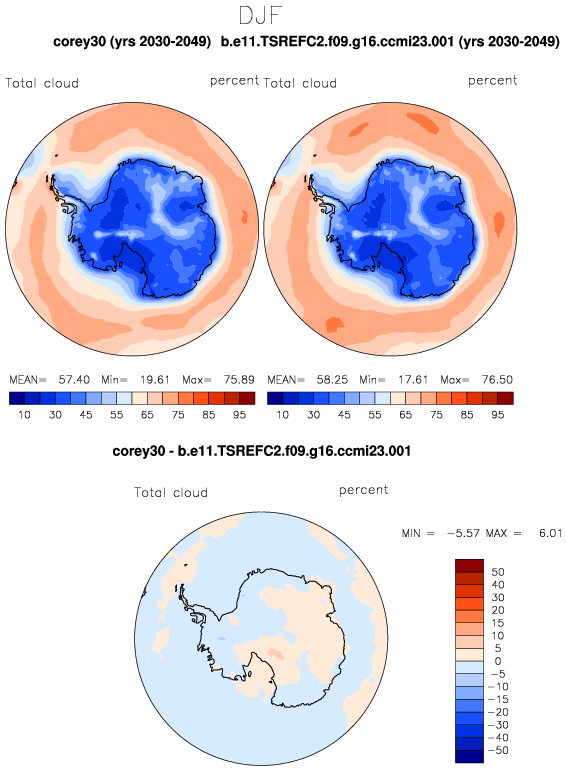 DJF
corey30 (yrs 2030-2049) b.e11.TSREFC2.f09.g16.ccmi23.001 (yrs 2030-2049)
Total cloud percent Total cloud percent
MEAN= 57.40 Min= 19.61 Max= 75.89 MEAN= 58.25 Min= 17.61 Max= 76.50
10 30 45 55 65 75 85 95 10 30 45 55 65 75 85 95
corey30 - b.e11.TSREFC2.f09.g16.ccmi23.001
Total cloud percent
MIN = -5.57 MAX = 6.01
50
40
30
20
15
10
5
0
-5
-10
-15
-20
-30
-40
-50